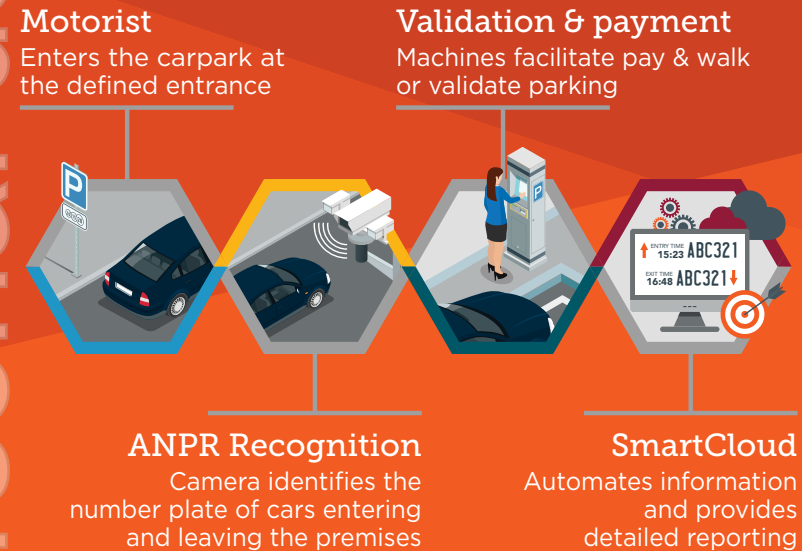 Motorist
Enters the carpark at
the defined entrance
Validation & payment
Machines facilitate pay & walk
or validate parking
P
P
ENTRY TIME
15:23 ABC321
EXIT TIME
16:48 ABC321
ANPR Recognition
Camera identifies the
number plate of cars entering
and leaving the premises
SmartCloud
Automates information
and provides
detailed reporting